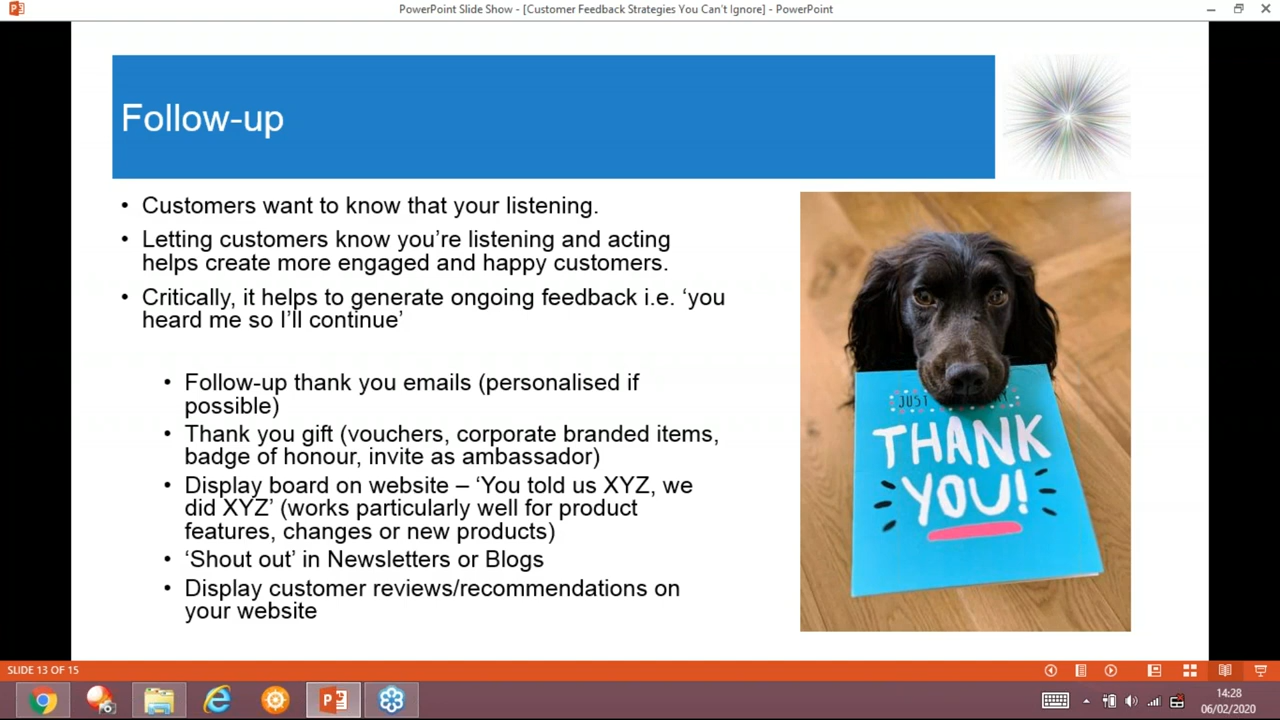 PowerPoint Slide Show - [Customer Feedback Strategies You Can't Ignore] - PowerPoint
Follow-up
• Customers want to know that your listening.
• Letting customers know you're listening and acting
helps create more engaged and happy customers.
• Critically, it helps to generate ongoing feedback i.e. 'you
heard me so I'll continue'
• Follow-up thank you emails (personalised if
possible)
• Thank you gift (vouchers, corporate branded items,
badge of honour, invite as ambassador)
• Display board on website – 'You told us XYZ, we
did XYZ' (works particularly well for product
features, changes or new products)
• 'Shout out' in Newsletters or Blogs
• Display customer reviews/recommendations on
your website
JUST
THANK
YOU!
SLIDE 13 OF 15
14:28
06/02/2020